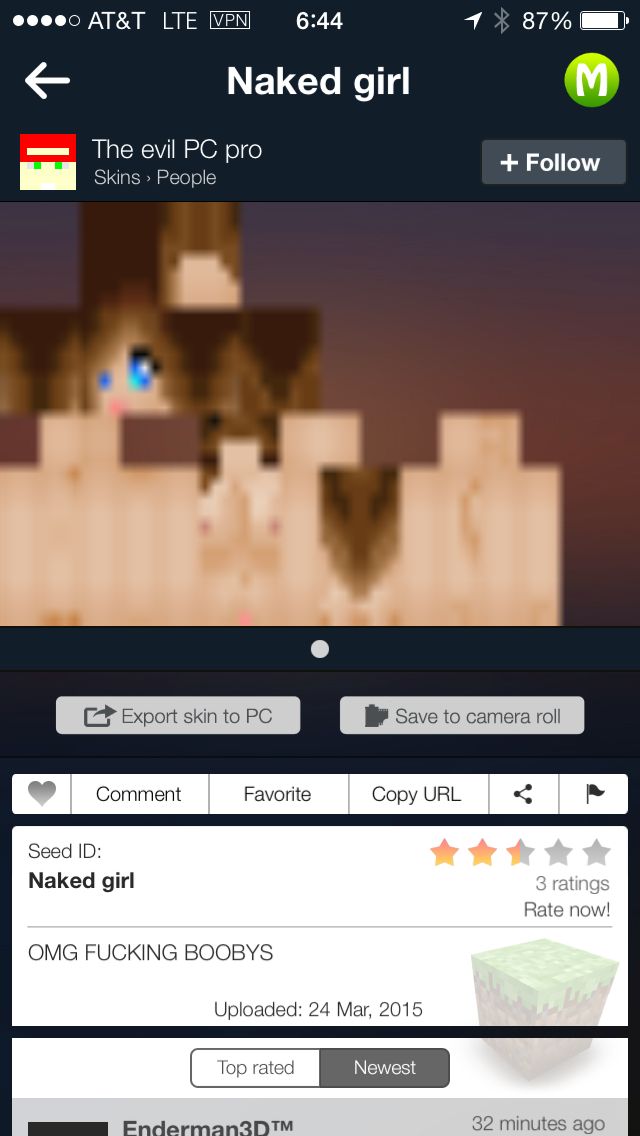 AT&T LTE VPN 6:44 87%
Naked girl
M
The evil PC pro
Skins › People
+ Follow
Export skin to PC
Save to camera roll
Comment
Favorite
Copy URL
Seed ID:
Naked girl
3 ratings
Rate now!
OMG FUCKING BOOBYS
Uploaded: 24 Mar, 2015
Top rated
Newest
Enderman3D™
32 minutes ago